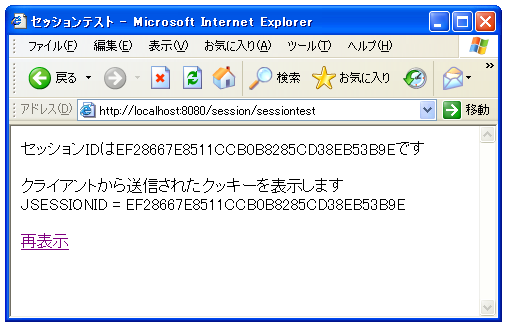 セッションテスト - Microsoft Internet Explorer
ファイル(F) 編集(E) 表示(V) お気に入り(A) ツール(T) ヘルプ(H)
戻る 検索 お気に入り
アドレス(D) http://localhost:8080/session/sessiontest 移動
セッションIDはEF28667E8511CCB0B8285CD38EB53B9Eです
クライアントから送信されたクッキーを表示します
JSESSIONID = EF28667E8511CCB0B8285CD38EB53B9E
再表示